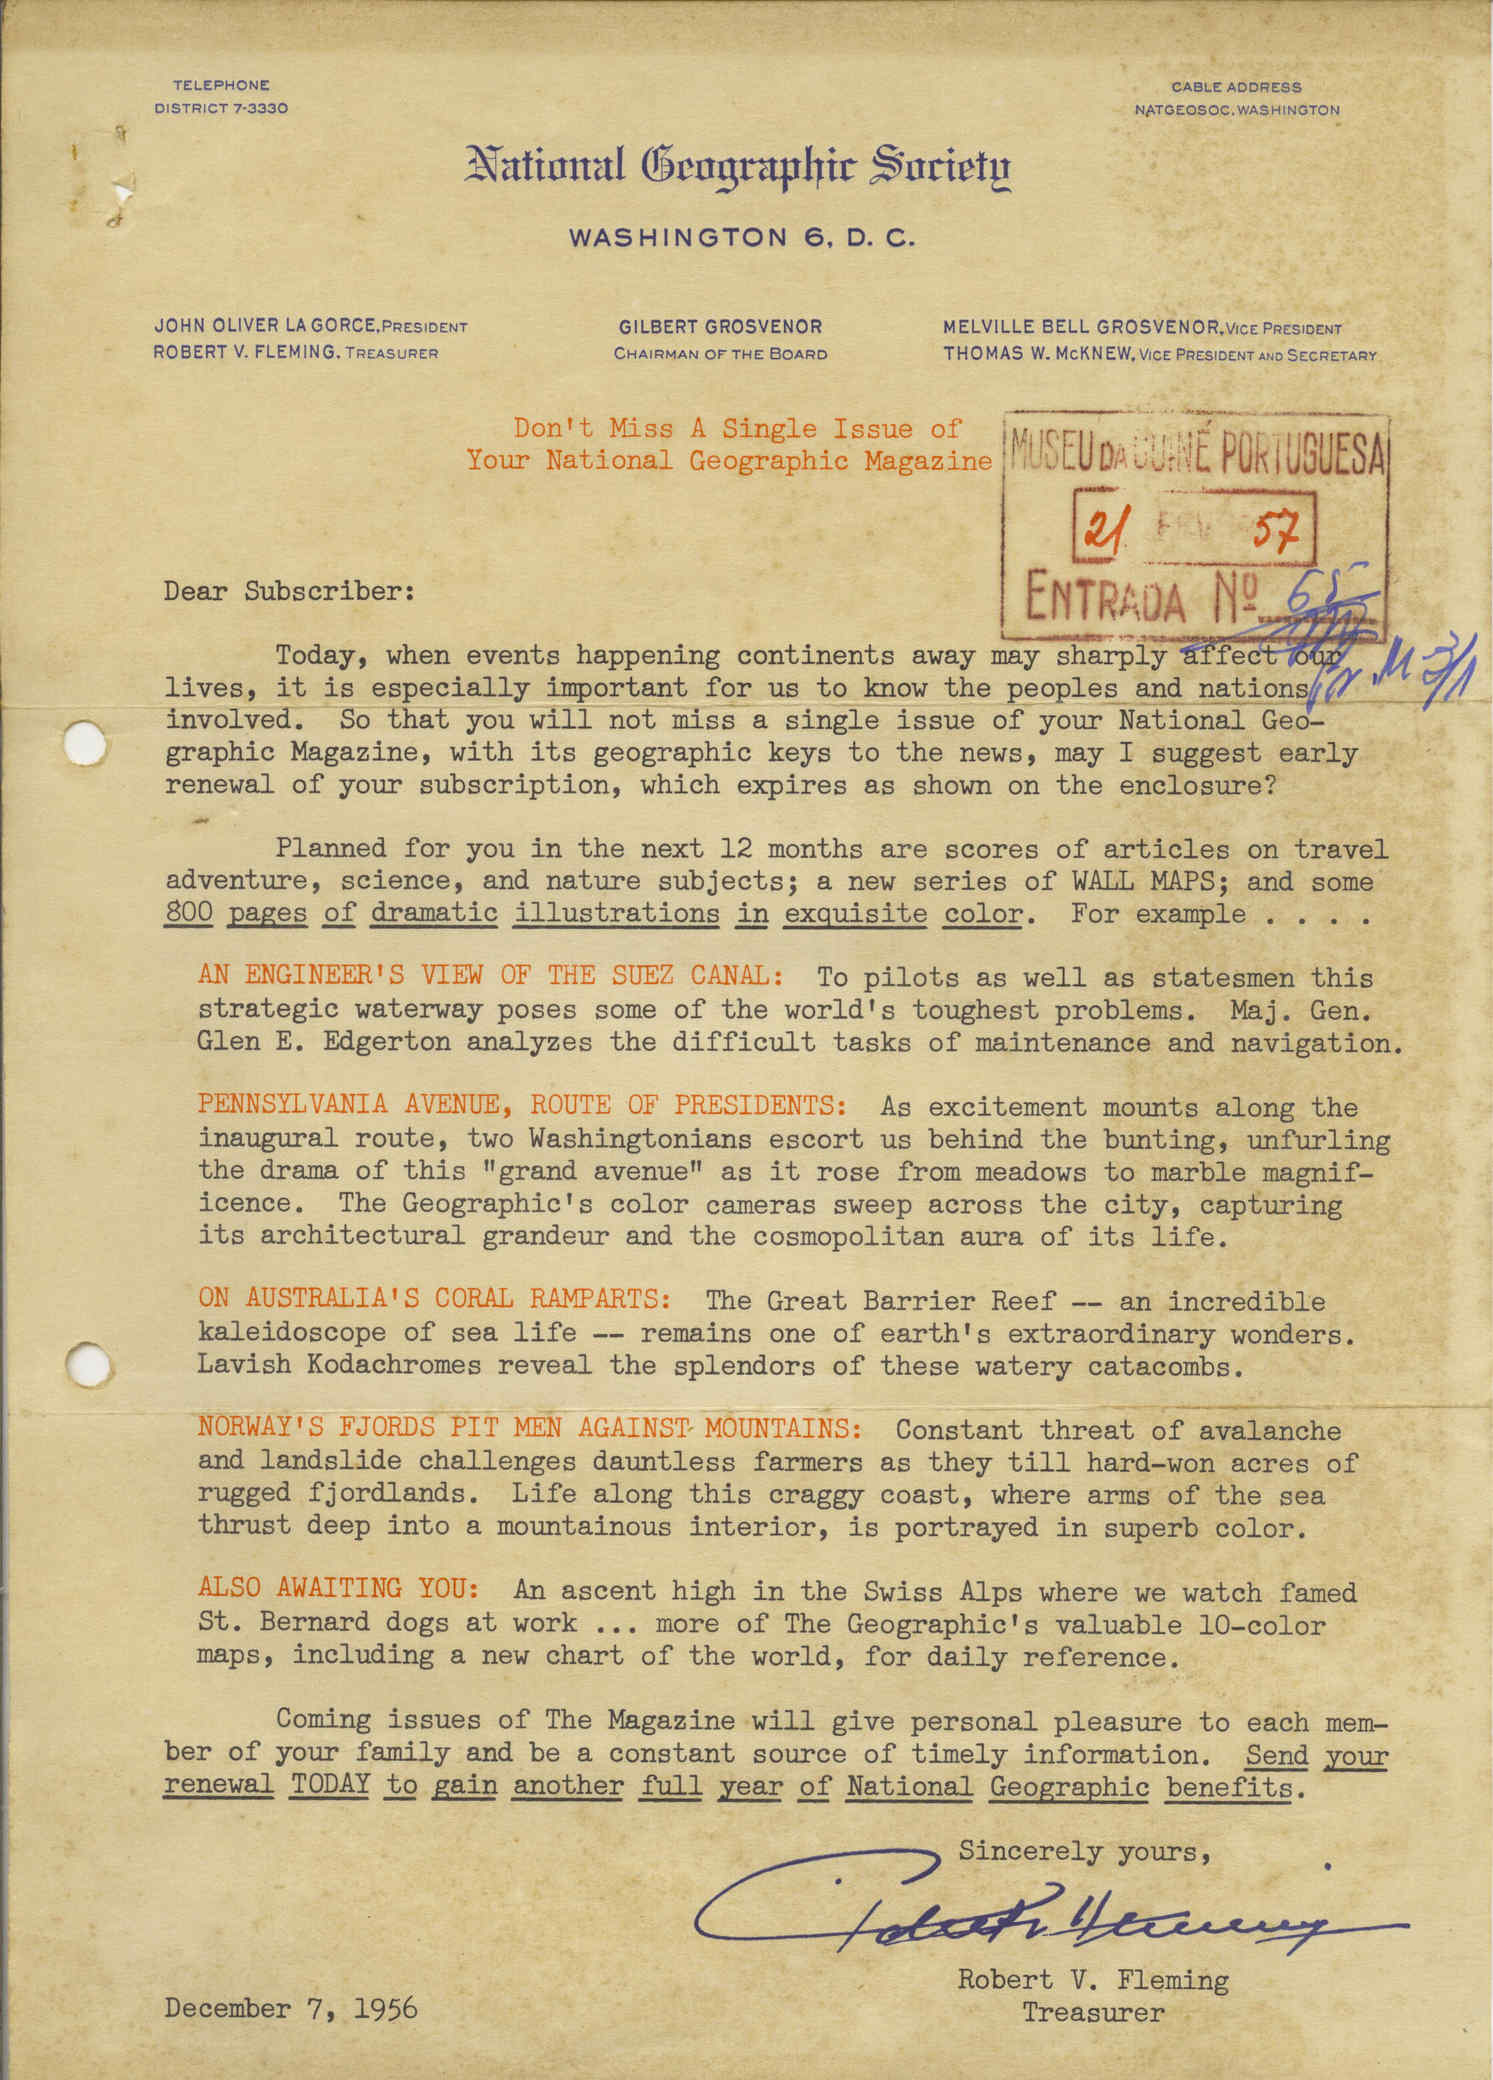 TELEPHONE
DISTRICT 7-3330
CABLE ADDRESS
NATGEOSOC, WASHINGTON
National Geographic Society
WASHINGTON 6, D. C.
JOHN OLIVER LA GORCE, PRESIDENT
ROBERT V. FLEMING, TREASURER
GILBERT GROSVENOR
CHAIRMAN OF THE BOARD
MELVILLE BELL GROSVENOR, VICE PRESIDENT
THOMAS W. McKNEW, VICE PRESIDENT AND SECRETARY
Don't Miss A Single Issue of
Your National Geographic Magazine
MUSEU DA GUINÉ PORTUGUESA
21 FEV 57
ENTRADA Nº 65
Dear Subscriber:
Today, when events happening continents away may sharply affect our
lives, it is especially important for us to know the peoples and nations
involved. So that you will not miss a single issue of your National Geo-
graphic Magazine, with its geographic keys to the news, may I suggest early
renewal of your subscription, which expires as shown on the enclosure?
Planned for you in the next 12 months are scores of articles on travel
adventure, science, and nature subjects; a new series of WALL MAPS; and some
800 pages of dramatic illustrations in exquisite color. For example . . . .
AN ENGINEER'S VIEW OF THE SUEZ CANAL: To pilots as well as statesmen this
strategic waterway poses some of the world's toughest problems. Maj. Gen.
Glen E. Edgerton analyzes the difficult tasks of maintenance and navigation.
PENNSYLVANIA AVENUE, ROUTE OF PRESIDENTS: As excitement mounts along the
inaugural route, two Washingtonians escort us behind the bunting, unfurling
the drama of this "grand avenue" as it rose from meadows to marble magnif-
icence. The Geographic's color cameras sweep across the city, capturing
its architectural grandeur and the cosmopolitan aura of its life.
ON AUSTRALIA'S CORAL RAMPARTS: The Great Barrier Reef -- an incredible
kaleidoscope of sea life -- remains one of earth's extraordinary wonders.
Lavish Kodachromes reveal the splendors of these watery catacombs.
NORWAY'S FJORDS PIT MEN AGAINST MOUNTAINS: Constant threat of avalanche
and landslide challenges dauntless farmers as they till hard-won acres of
rugged fjordlands. Life along this craggy coast, where arms of the sea
thrust deep into a mountainous interior, is portrayed in superb color.
ALSO AWAITING YOU: An ascent high in the Swiss Alps where we watch famed
St. Bernard dogs at work ... more of The Geographic's valuable 10-color
maps, including a new chart of the world, for daily reference.
Coming issues of The Magazine will give personal pleasure to each mem-
ber of your family and be a constant source of timely information. Send your
renewal TODAY to gain another full year of National Geographic benefits.
Sincerely yours,
Robert V. Fleming
Robert V. Fleming
Treasurer
December 7, 1956